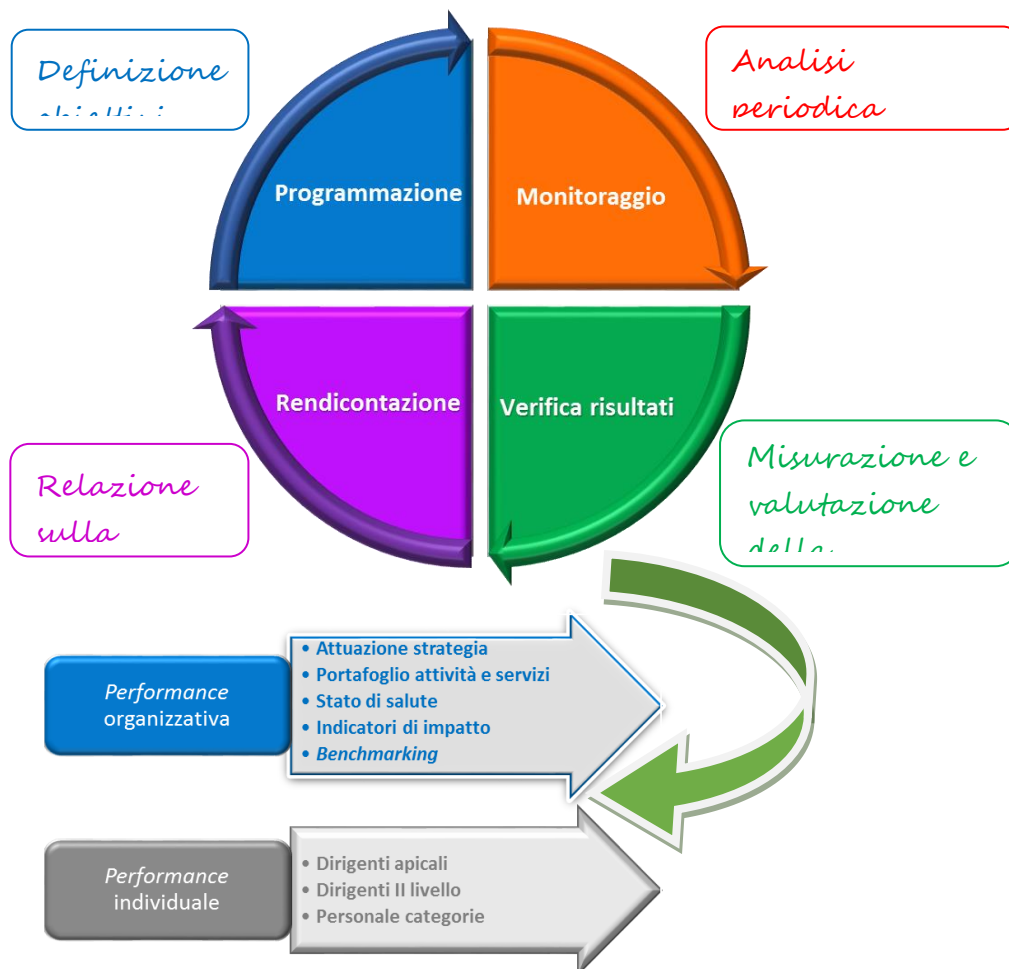 Definizione
Analisi
periodica
Programmazione
Monitoraggio
Rendicontazione
Verifica risultati
Relazione
sulla
Misurazione e
valutazione
della
Performance
organizzativa
• Attuazione strategia
• Portafoglio attività e servizi
• Stato di salute
• Indicatori di impatto
• Benchmarking
Performance
individuale
• Dirigenti apicali
• Dirigenti II livello
• Personale categorie